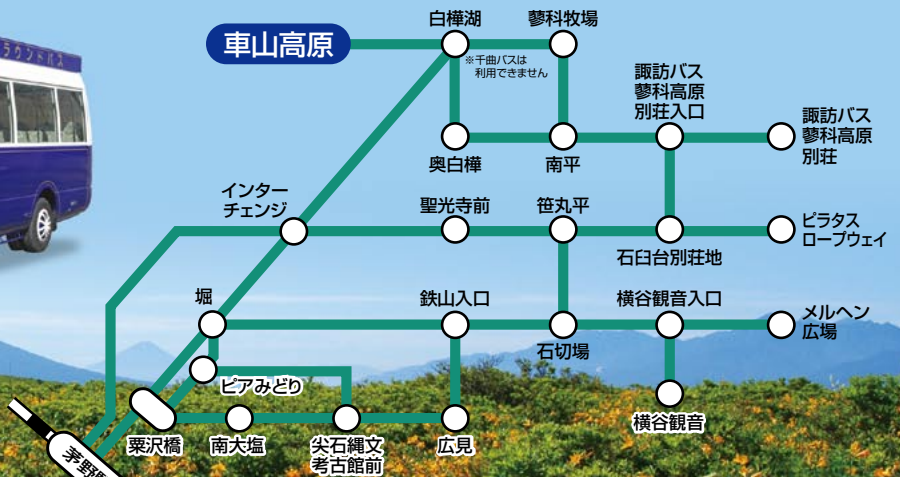 白樺湖
蓼科牧場
車山高原
※千曲バスは
利用できません
諏訪バス
蓼科高原
別荘入口
諏訪バス
蓼科高原
別荘
ラウンドバス
奥白樺
南平
インター
チェンジ
聖光寺前
笹丸平
ピラタス
ロープウェイ
石臼台別荘地
堀
鉄山入口
横谷観音入口
メルヘン
広場
石切場
ピアみどり
横谷観音
粟沢橋
南大塩
尖石縄文
考古館前
広見
茅野